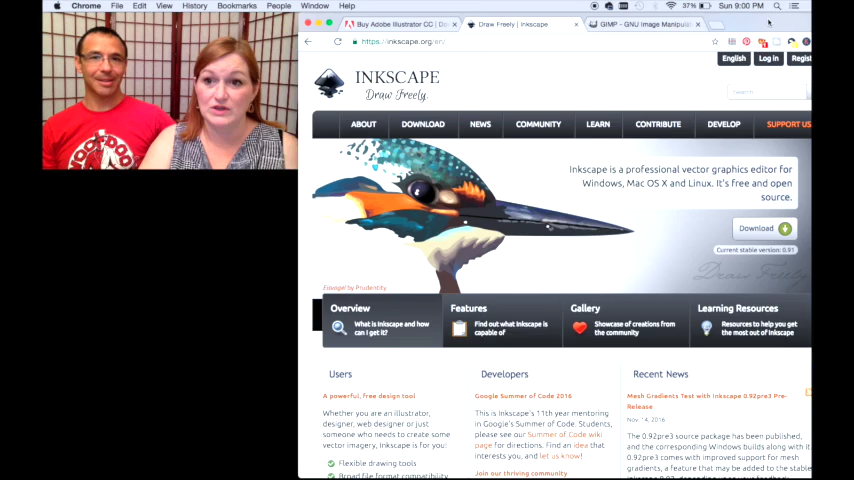 Chrome File Edit View History Bookmarks People Window Help
37% Sun 9:00 PM
Buy Adobe Illustrator CC | Do
Draw Freely | Inkscape
GIMP - GNU Image Manipula
https://inkscape.org/en/
English Log in Regist
INKSCAPE
Draw Freely.
Search
ABOUT DOWNLOAD NEWS COMMUNITY LEARN CONTRIBUTE DEVELOP SUPPORT US
Inkscape is a professional vector graphics editor for
Windows, Mac OS X and Linux. It's free and open
source.
Download
Current stable version: 0.91
Draw Freely
by Prudentity
Overview
What is Inkscape and how
can I get it?
Features
Find out what Inkscape is
capable of
Gallery
Showcase of creations from
the community
Learning Resources
Resources to help you get
the most out of Inkscape
Users
A powerful, free design tool
Whether you are an illustrator,
designer, web designer or just
someone who needs to create some
vector imagery, Inkscape is for you!
Flexible drawing tools
Broad file format compatibility
Developers
Google Summer of Code 2016
This is Inkscape's 11th year mentoring
in Google's Summer of Code. Students,
please see our Summer of Code wiki
page for directions. Find an idea that
interests you, and let us know!
Join our thriving community
Recent News
Mesh Gradients Test with Inkscape 0.92pre3 Pre-
Release
Nov. 14, 2016
The 0.92pre3 source package has been published,
and the corresponding Windows builds along with it.
0.92pre3 comes with improved support for mesh
gradients, a feature that may be added to the stable